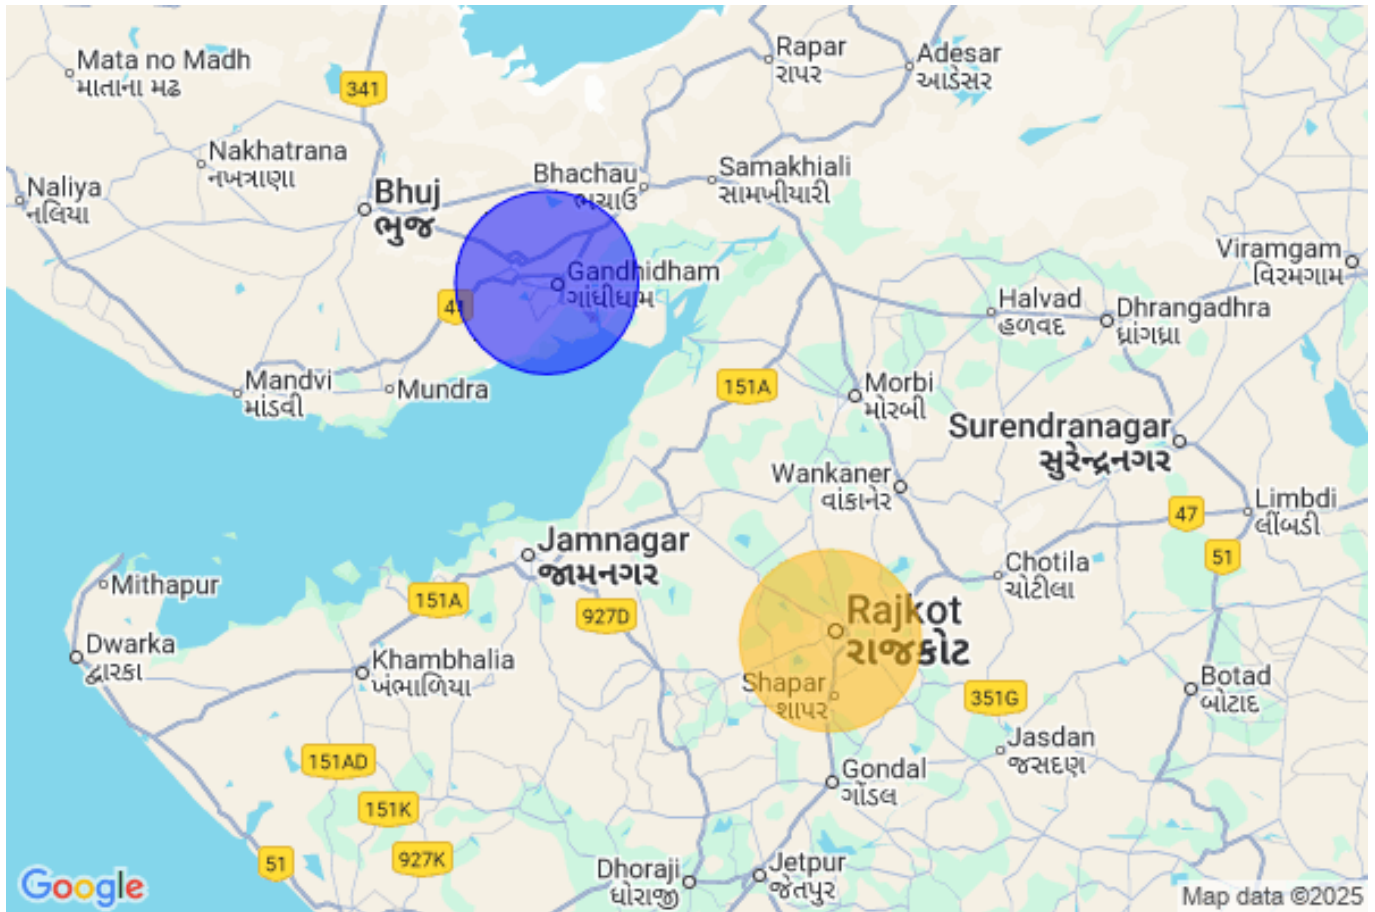 Mata no Madh
માતાના મઢ
341
Rapar
રાપર
Adesar
આડેસર
Nakhatrana
નખત્રાણા
Bhachau
ભચાઉ
Samakhiali
સામખીયારી
Naliya
નલિયા
Bhuj
ભુજ
Viramgam
વિરમગામ
Gandhidham
ગાંધીધામ
41
Halvad
હળવદ
Dhrangadhra
ધ્રાંગધ્રા
Mandvi
માંડવી
Mundra
151A
Morbi
મોરબી
Surendranagar
સુરેન્દ્રનગર
Wankaner
વાંકાનેર
Limbdi
લીંબડી
47
51
Jamnagar
જામનગર
Chotila
ચોટીલા
Mithapur
151A
927D
Rajkot
રાજકોટ
Dwarka
દ્વારકા
Khambhalia
ખંભાળિયા
Shapar
શાપર
351G
Botad
બોટાદ
Jasdan
જસદણ
151AD
Gondal
ગોંડલ
151K
51
927K
Dhoraji
ધોરાજી
Jetpur
જેતપુર
Google
Map data ©2025